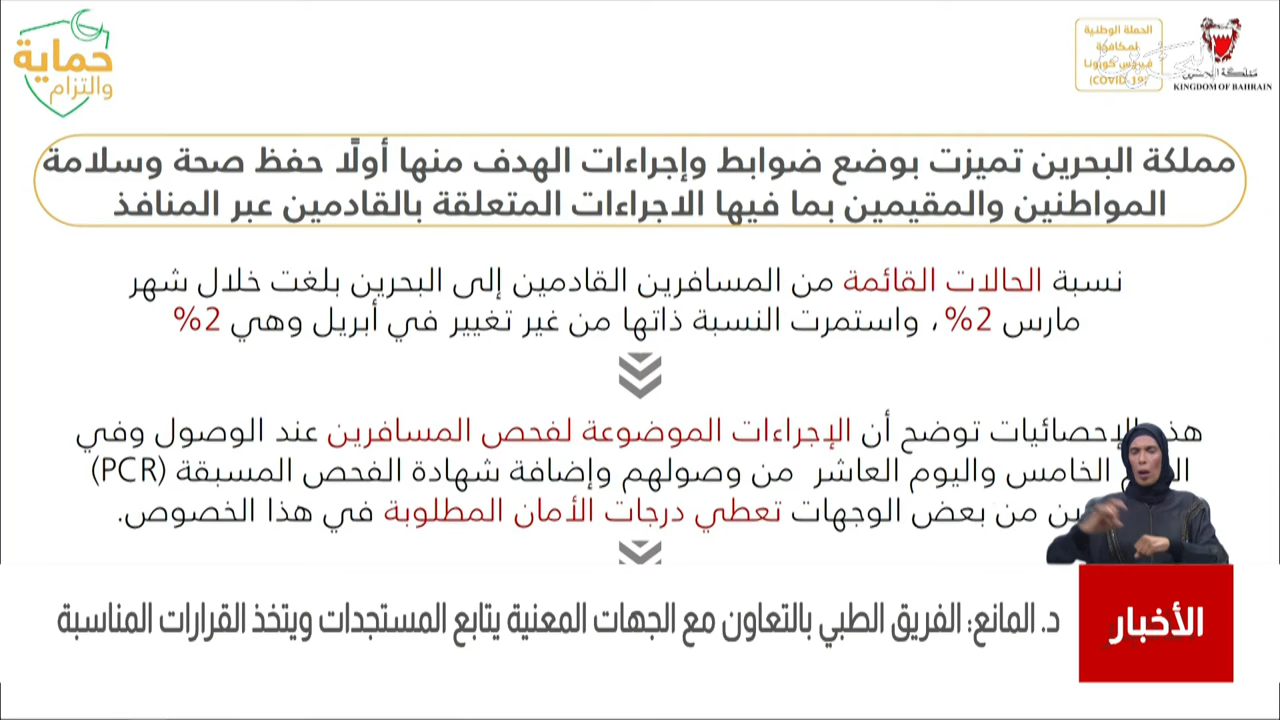 حماية
والتزام
الحملة الوطنية
لمكافحة
فيروس كورونا
(COVID-19)
مملكة البحرين
KINGDOM OF BAHRAIN
مملكة البحرين تميزت بوضع ضوابط وإجراءات الهدف منها أولًا حفظ صحة وسلامة
المواطنين والمقيمين بما فيها الاجراءات المتعلقة بالقادمين عبر المنافذ
نسبة الحالات القائمة من المسافرين القادمين إلى البحرين بلغت خلال شهر
مارس 2%، واستمرت النسبة ذاتها من غير تغيير في أبريل وهي 2%
هذه الإحصائيات توضح أن الإجراءات الموضوعة لفحص المسافرين عند الوصول وفي
الخامس واليوم العاشر من وصولهم وإضافة شهادة الفحص المسبقة (PCR)
من بعض الوجهات تعطي درجات الأمان المطلوبة في هذا الخصوص.
الأخبار
د. المانع: الفريق الطبي بالتعاون مع الجهات المعنية يتابع المستجدات ويتخذ القرارات المناسبة